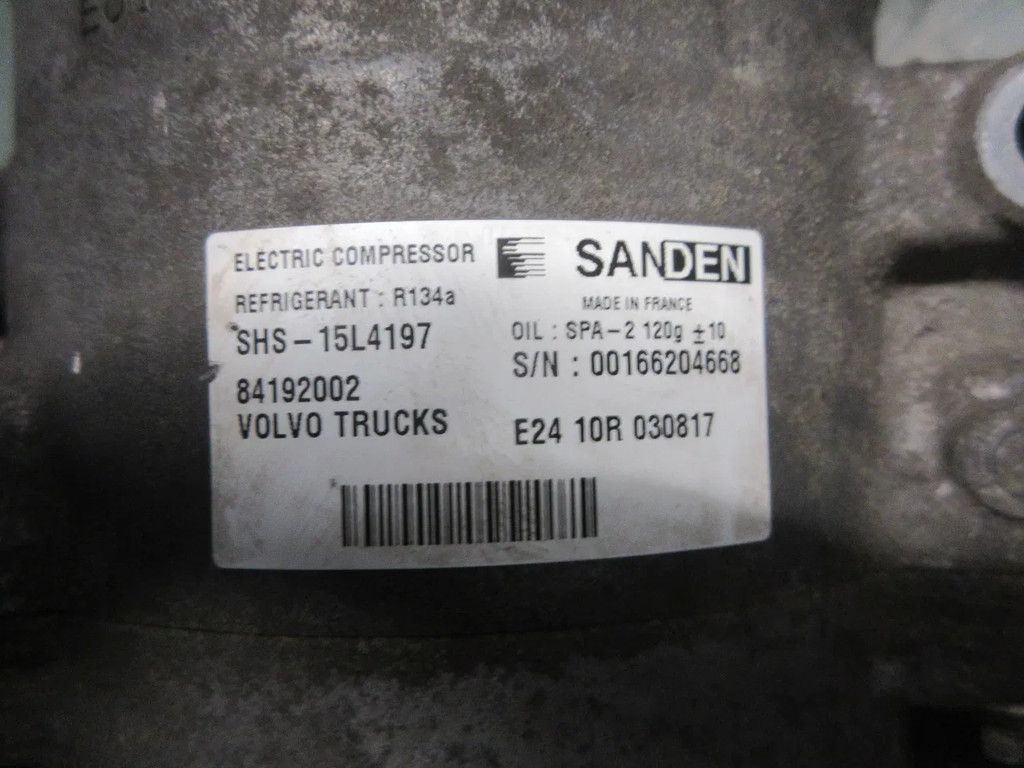 ELECTRIC COMPRESSOR
SANDEN
REFRIGERANT : R134a
MADE IN FRANCE
SHS-15L4197
OIL : SPA-2 120g ±10
S/N : 00166204668
84192002
VOLVO TRUCKS
E24 10R 030817